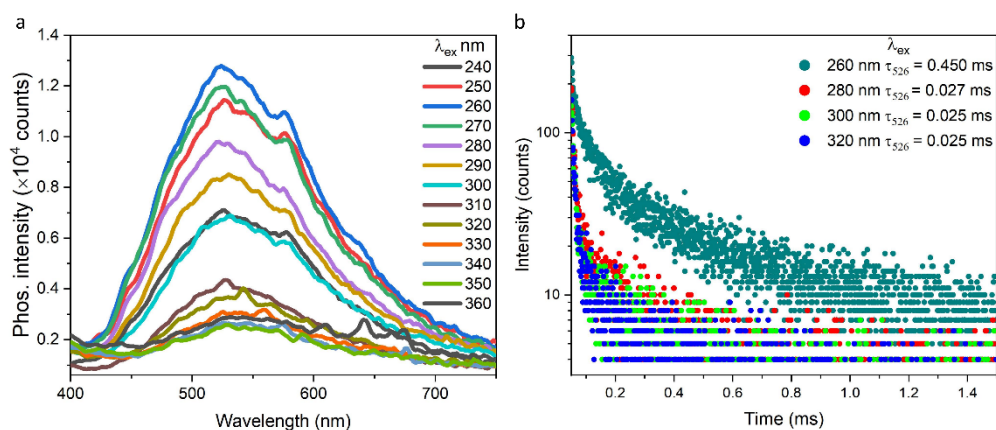 a
Phos. intensity (×10⁴ counts)
1.4
1.2
1.0
0.8
0.6
0.4
0.2
400
500
600
700
Wavelength (nm)
λex nm
240
250
260
270
280
290
300
310
320
330
340
350
360
b
Intensity (counts)
100
10
0.2
0.4
0.6
0.8
1.0
1.2
1.4
Time (ms)
λex
260 nm τ526 = 0.450 ms
280 nm τ526 = 0.027 ms
300 nm τ526 = 0.025 ms
320 nm τ526 = 0.025 ms